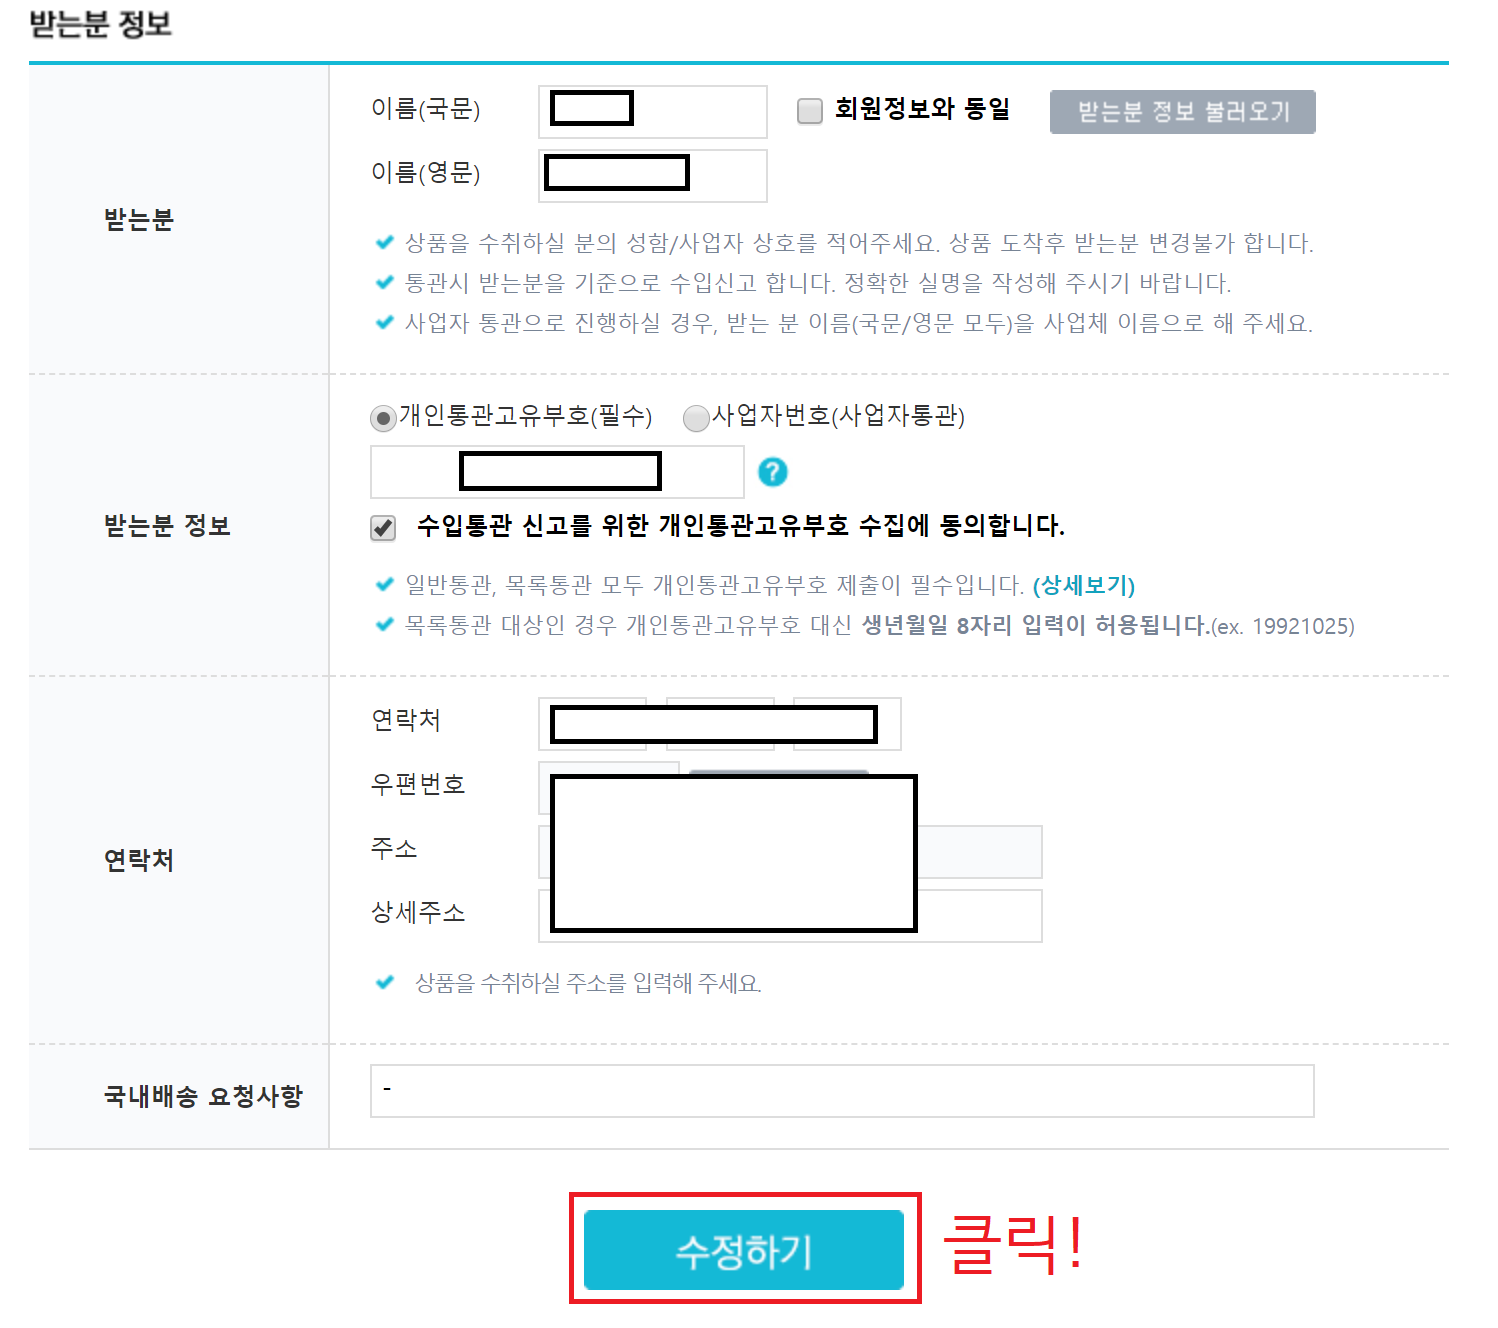 받는분 정보
받는분
이름(국문)
회원정보와 동일
받는분 정보 불러오기
이름(영문)
상품을 수취하실 분의 성함/사업자 상호를 적어주세요. 상품 도착후 받는분 변경불가 합니다.
통관시 받는분을 기준으로 수입신고 합니다. 정확한 실명을 작성해 주시기 바랍니다.
사업자 통관으로 진행하실 경우, 받는 분 이름(국문/영문 모두)을 사업체 이름으로 해 주세요.
받는분 정보
개인통관고유부호(필수) 사업자번호(사업자통관)
?
수입통관 신고를 위한 개인통관고유부호 수집에 동의합니다.
일반통관, 목록통관 모두 개인통관고유부호 제출이 필수입니다. (상세보기)
목록통관 대상인 경우 개인통관고유부호 대신 생년월일 8자리 입력이 허용됩니다.(ex. 19921025)
연락처
연락처
우편번호
주소
상세주소
상품을 수취하실 주소를 입력해 주세요.
국내배송 요청사항
-
수정하기
클릭!